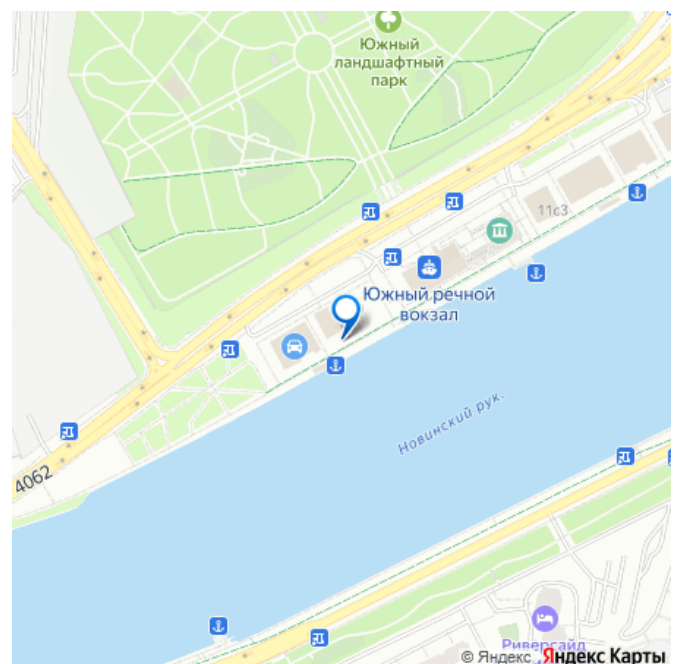 Южный
ландшафтный
парк
11с3
Южный речной
вокзал
Новинский рук.
4062
Риверсайд
© Яндекс Яндекс Карты